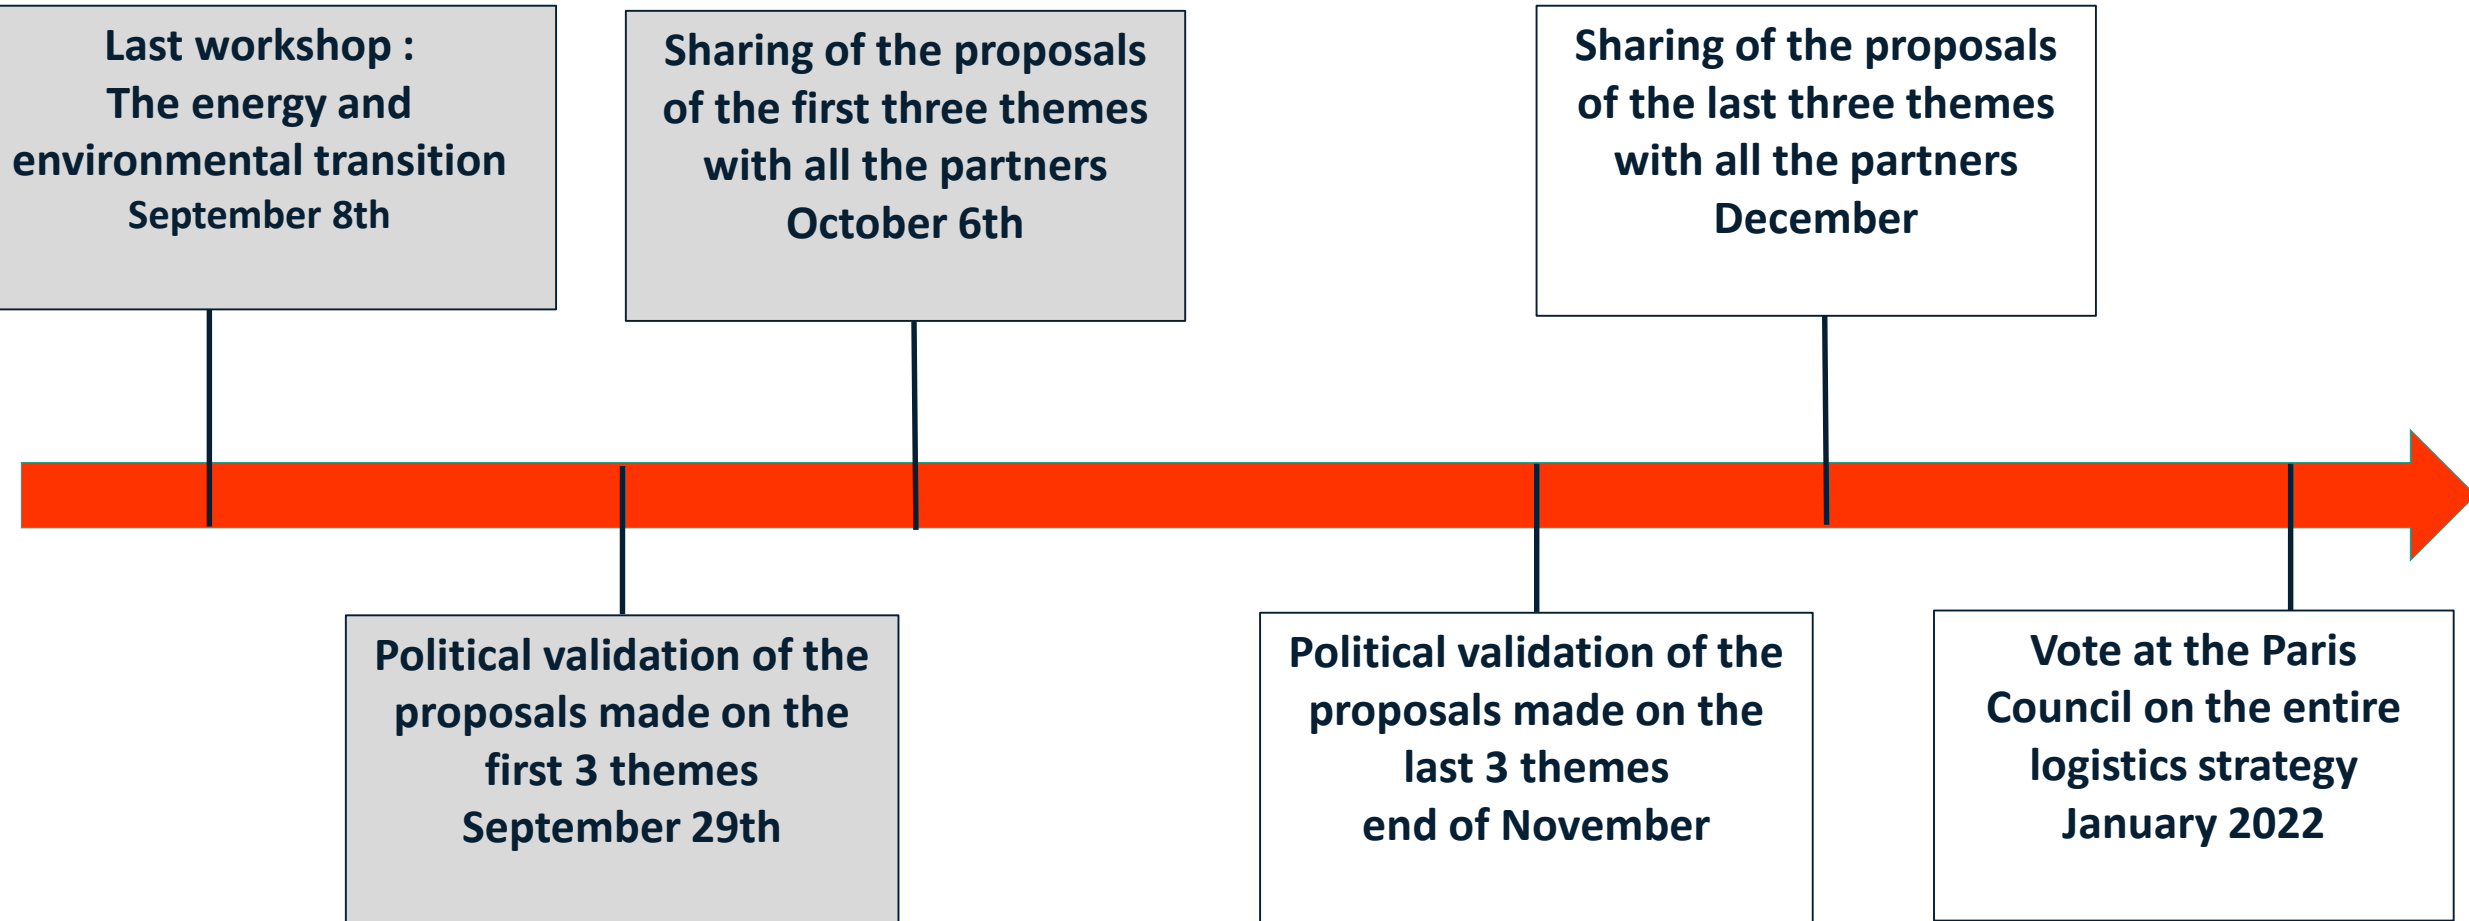 Last workshop :
The energy and
environmental transition
September 8th
Sharing of the proposals
of the first three themes
with all the partners
October 6th
Sharing of the proposals
of the last three themes
with all the partners
December
Political validation of the
proposals made on the
first 3 themes
September 29th
Political validation of the
proposals made on the
last 3 themes
end of November
Vote at the Paris
Council on the entire
logistics strategy
January 2022